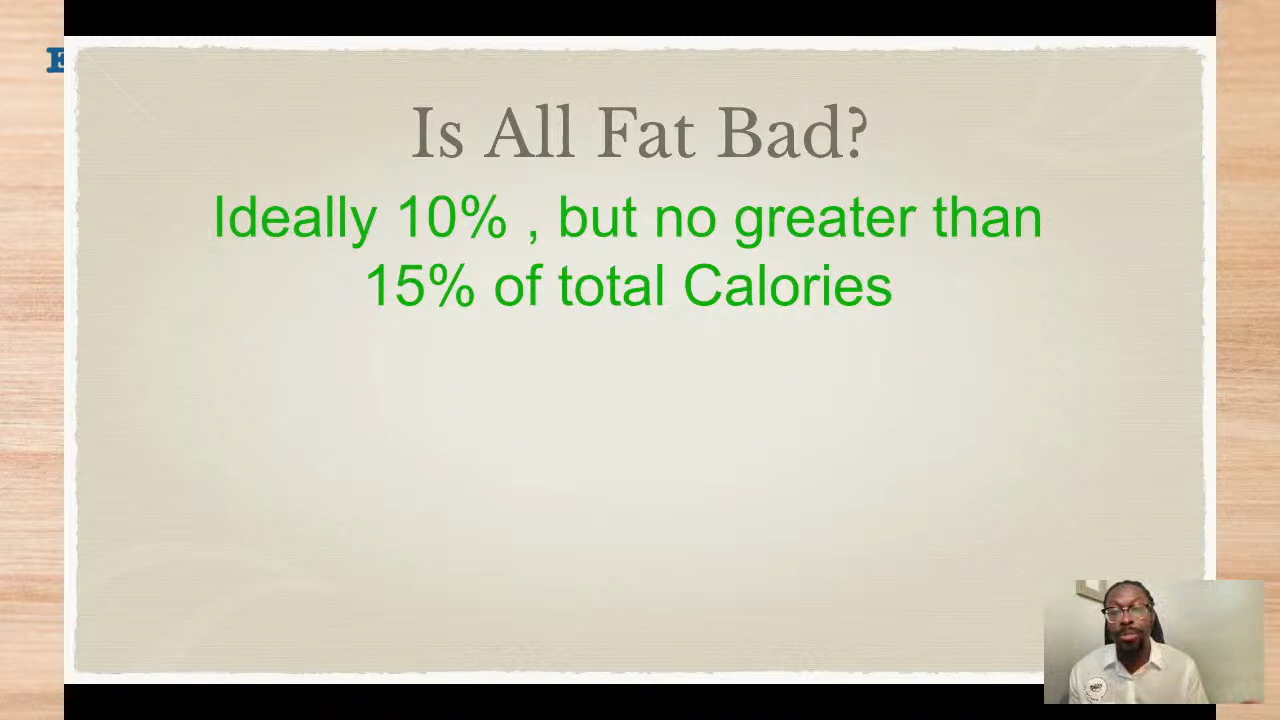 E
Is All Fat Bad?
Ideally 10% , but no greater than
15% of total Calories